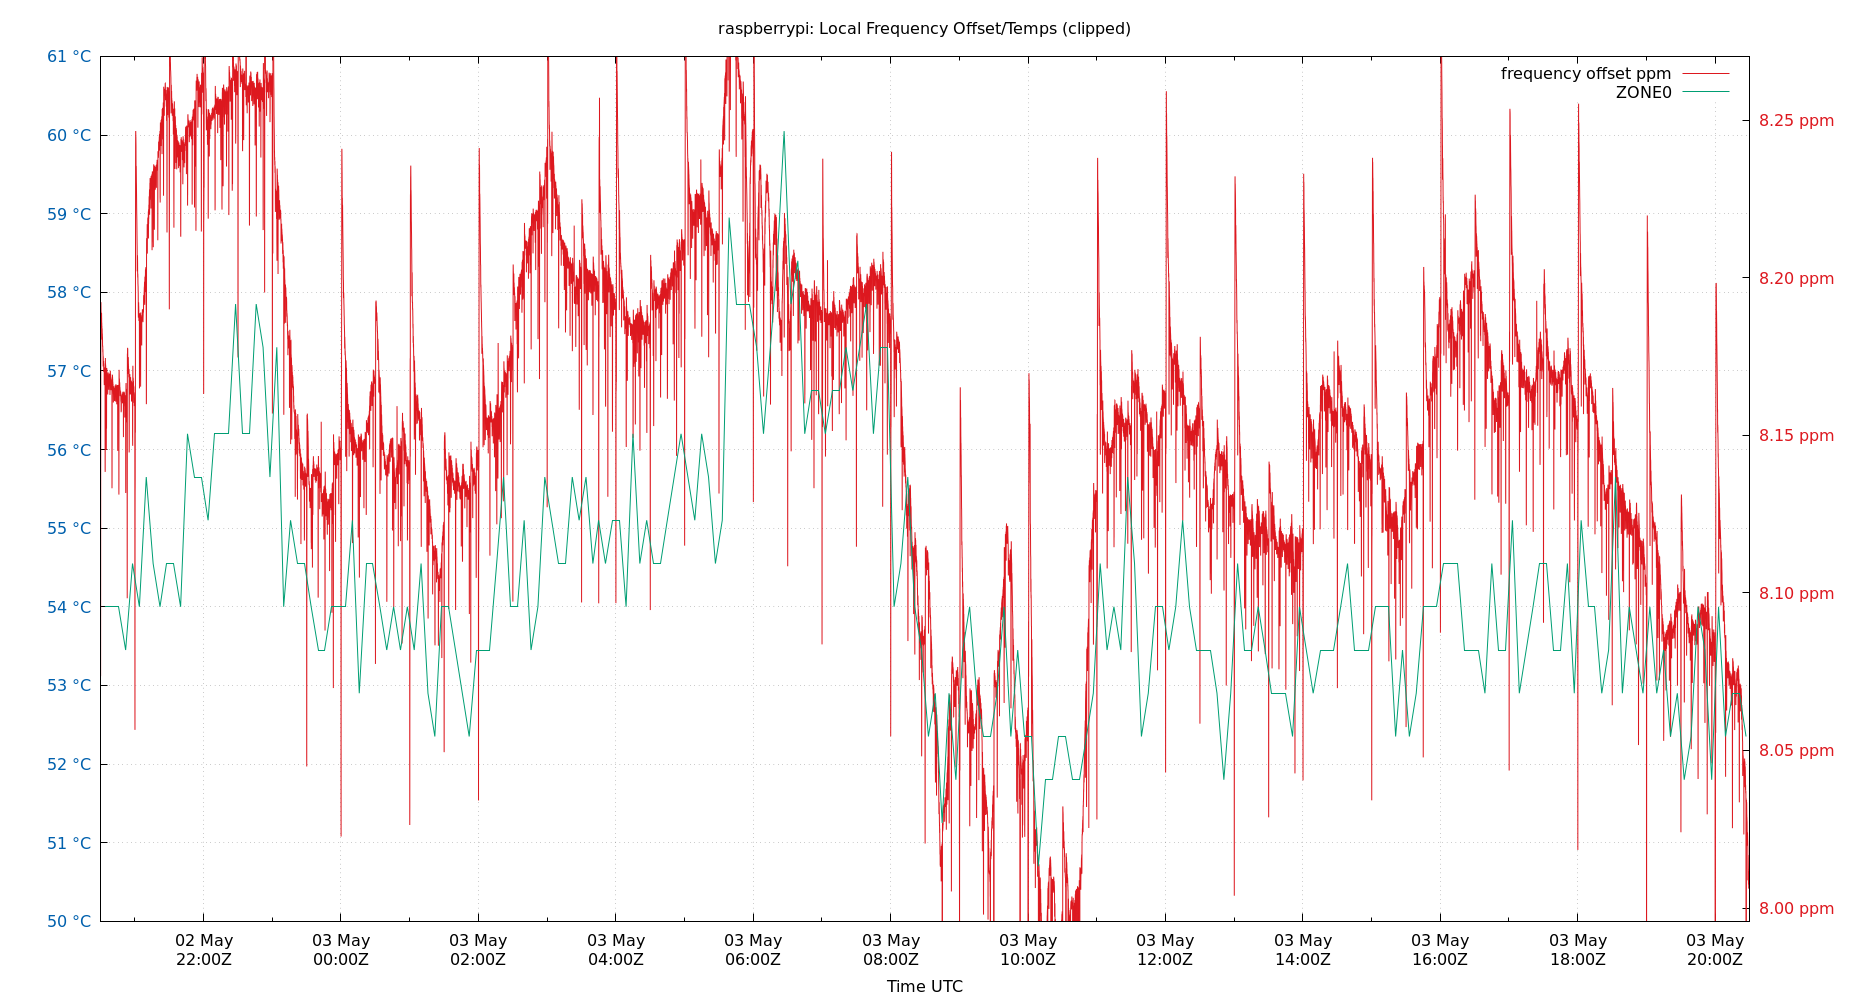 raspberrypi: Local Frequency Offset/Temps (clipped)
61 °C
60 °C
59 °C
58 °C
57 °C
56 °C
55 °C
54 °C
53 °C
52 °C
51 °C
50 °C
frequency offset ppm
ZONE0
8.25 ppm
8.20 ppm
8.15 ppm
8.10 ppm
8.05 ppm
8.00 ppm
02 May
22:00Z
03 May
00:00Z
03 May
02:00Z
03 May
04:00Z
03 May
06:00Z
03 May
08:00Z
03 May
10:00Z
03 May
12:00Z
03 May
14:00Z
03 May
16:00Z
03 May
18:00Z
03 May
20:00Z
Time UTC